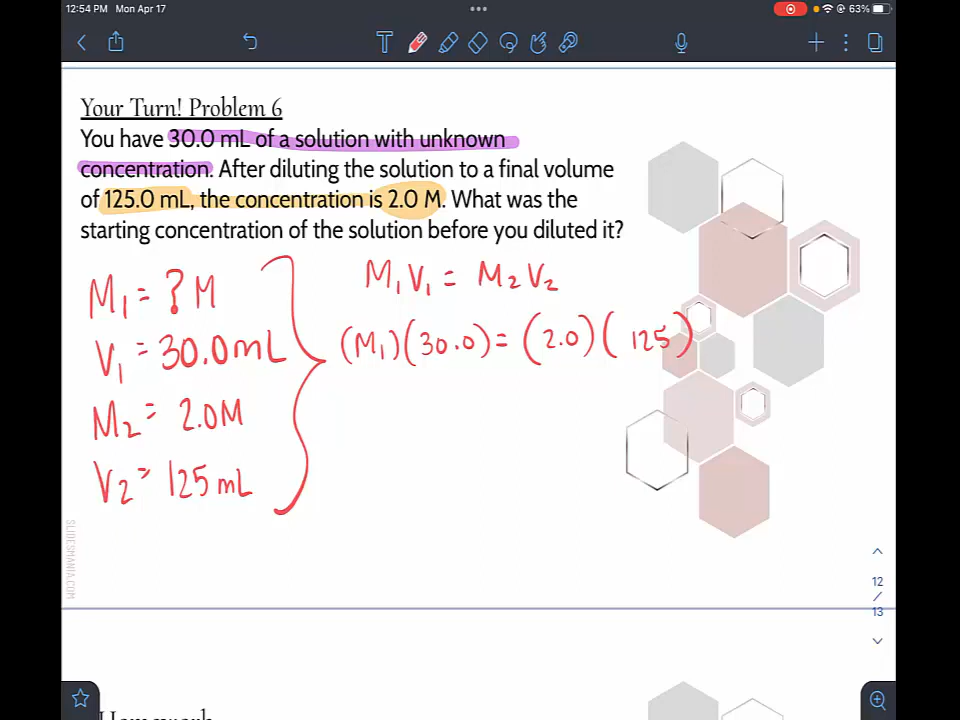 12:54 PM Mon Apr 17
63%
T
Your Turn! Problem 6
You have 30.0 mL of a solution with unknown
concentration. After diluting the solution to a final volume
of 125.0 mL, the concentration is 2.0 M. What was the
starting concentration of the solution before you diluted it?
M₁ = ? M
V₁ = 30.0mL
M₂ = 2.0M
V₂ = 125 mL
M₁V₁ = M₂V₂
(M₁)(30.0) = (2.0)(125)
SLIDESMANIA.COM
12
/
13
Homework